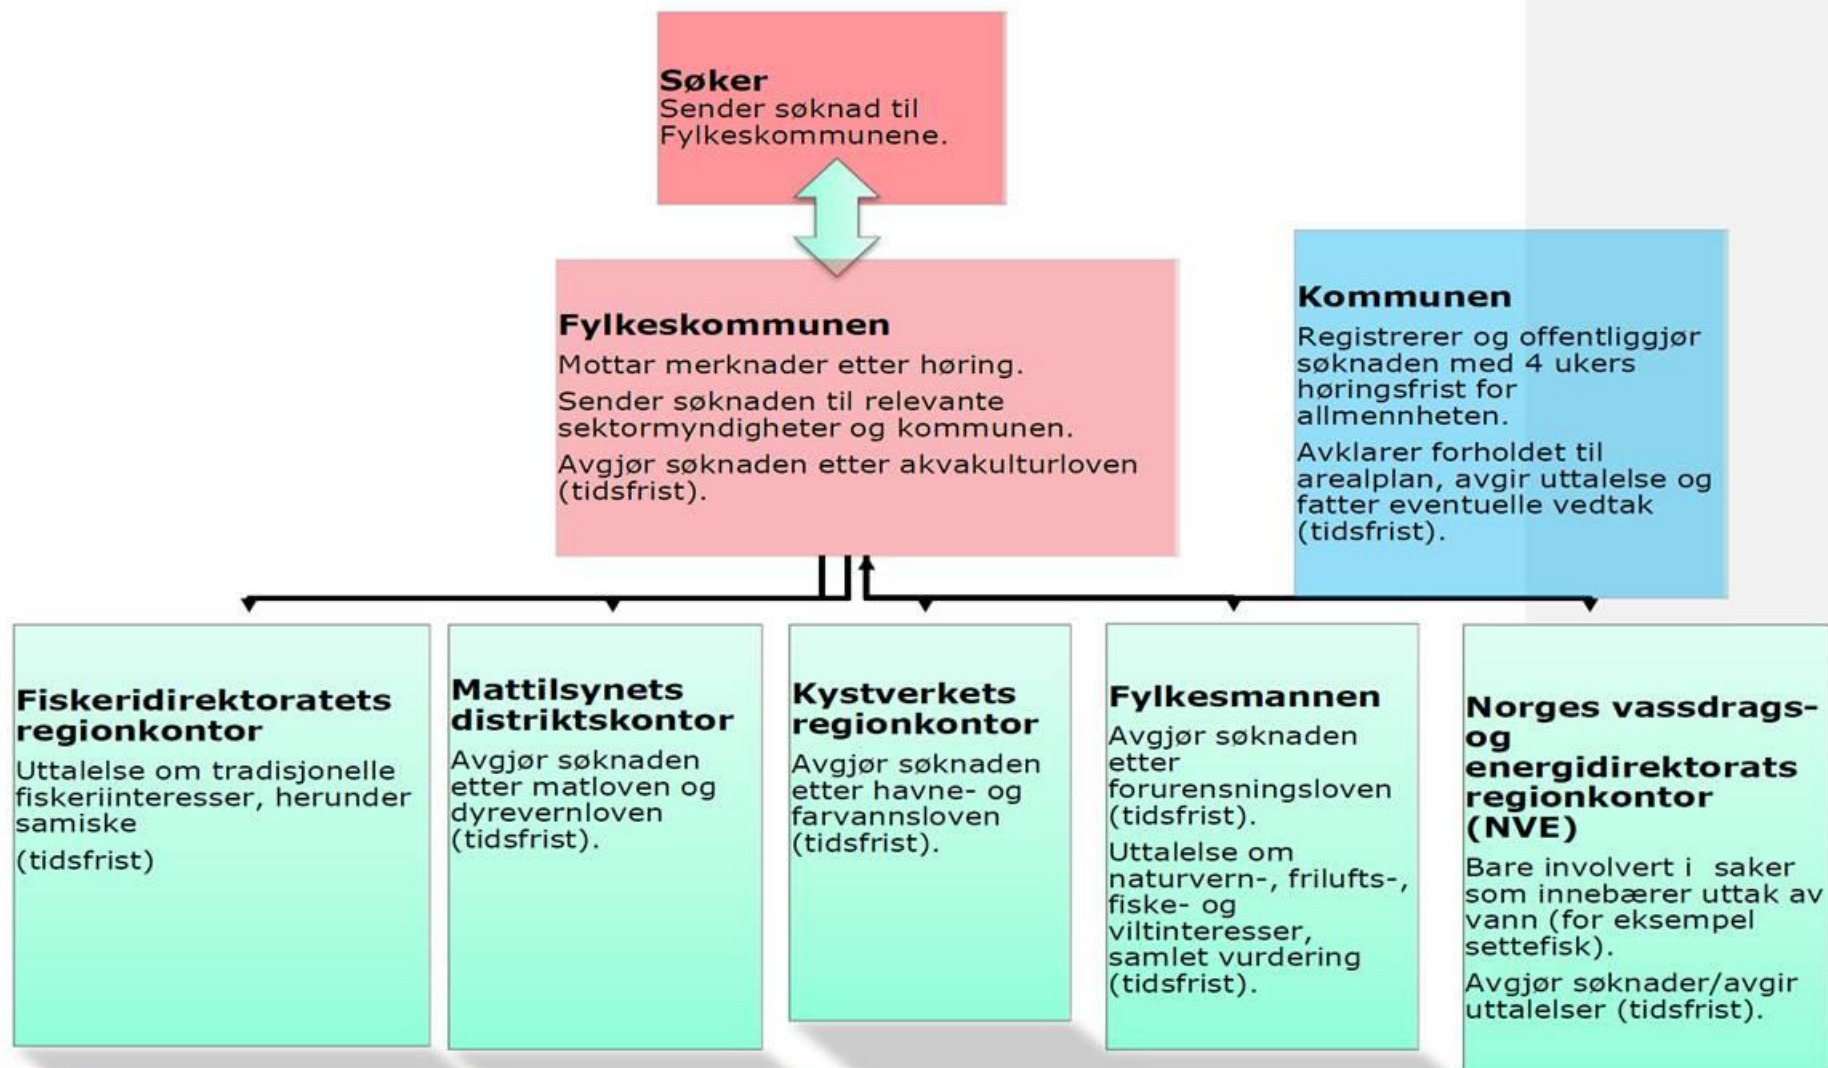 Søker
Sender søknad til
Fylkeskommunene.
Fylkeskommunen
Mottar merknader etter høring.
Sender søknaden til relevante
sektormyndigheter og kommunen.
Avgjør søknaden etter akvakulturloven
(tidsfrist).
Kommunen
Registrerer og offentliggjør
søknaden med 4 ukers
høringsfrist for
allmennheten.
Avklarer forholdet til
arealplan, avgir uttalelse og
fatter eventuelle vedtak
(tidsfrist).
Fiskeridirektoratets
regionkontor
Uttalelse om tradisjonelle
fiskeriinteresser, herunder
samiske
(tidsfrist)
Mattilsynets
distriktskontor
Avgjør søknaden
etter matloven og
dyrevernloven
(tidsfrist).
Kystverkets
regionkontor
Avgjør søknaden
etter havne- og
farvannsloven
(tidsfrist).
Fylkesmannen
Avgjør søknaden
etter
forurensningsloven
(tidsfrist).
Uttalelse om
naturvern-, frilufts-,
fiske- og
viltinteresser,
samlet vurdering
(tidsfrist).
Norges vassdrags-
og
energidirektorats
regionkontor
(NVE)
Bare involvert i  saker
som innebærer uttak av
vann (for eksempel
settefisk).
Avgjør søknader/avgir
uttalelser (tidsfrist).